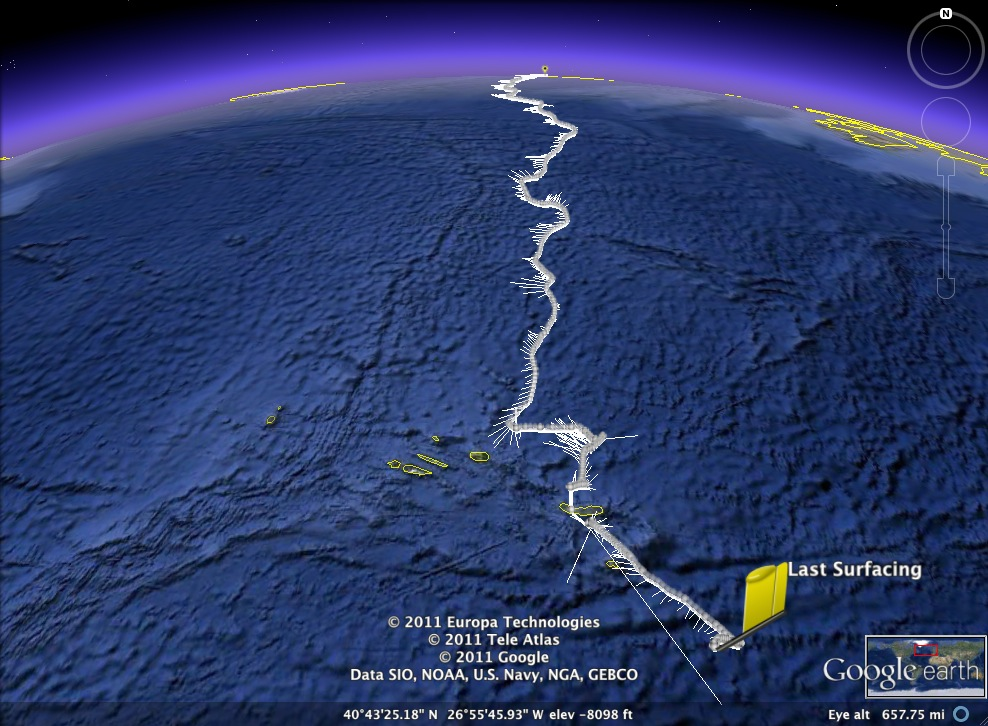 N
Last Surfacing
© 2011 Europa Technologies
© 2011 Tele Atlas
© 2011 Google
Data SIO, NOAA, U.S. Navy, NGA, GEBCO
Google earth
40°43'25.18" N 26°55'45.93" W elev -8098 ft
Eye alt 657.75 mi